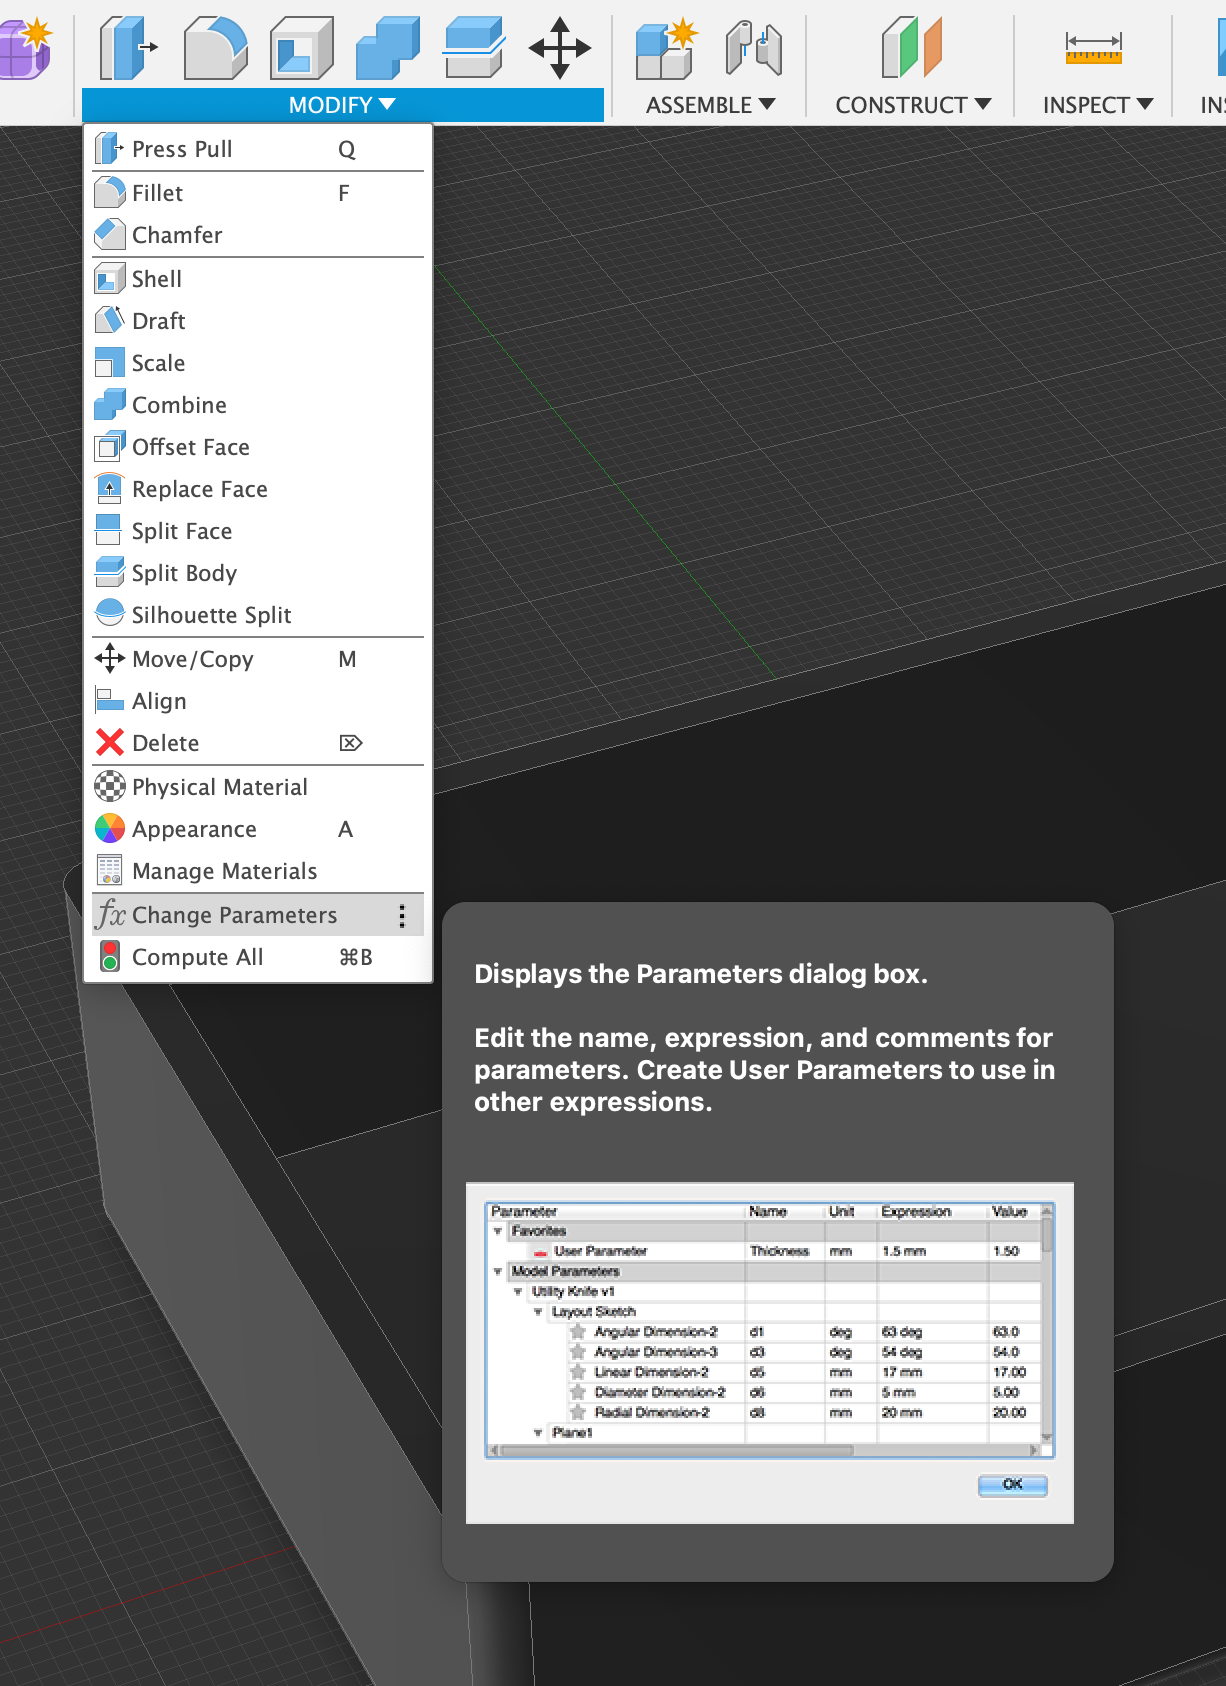 MODIFY
ASSEMBLE
CONSTRUCT
INSPECT
INS
Press Pull Q
Fillet F
Chamfer
Shell
Draft
Scale
Combine
Offset Face
Replace Face
Split Face
Split Body
Silhouette Split
Move/Copy M
Align
Delete ⌦
Physical Material
Appearance A
Manage Materials
fx Change Parameters
Compute All ⌘B
Displays the Parameters dialog box.
Edit the name, expression, and comments for
parameters. Create User Parameters to use in
other expressions.
Parameter Name Unit Expression Value
Favorites
User Parameter Thickness mm 1.5 mm 1.50
Model Parameters
Utility Knife v1
Layout Sketch
Angular Dimension-2 d1 deg 63 deg 63.0
Angular Dimension-3 d3 deg 54 deg 54.0
Linear Dimension-2 d5 mm 17 mm 17.00
Diameter Dimension-2 d6 mm 5 mm 5.00
Radial Dimension-2 d8 mm 20 mm 20.00
Plane1
OK